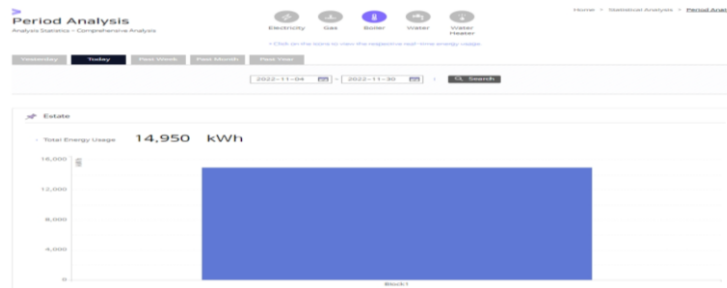 Home > Statistical Analysis > Period Analy
Period Analysis
Analysis Statistics - Comprehensive Analysis
Electricity Gas Boiler Water Water Heater
• Click on the icons to view the respective real-time energy usage
Yesterday Today Past Week Past Month Past Year
2022-11-04 ~ 2022-11-30 Search
Estate
Total Energy Usage 14,950 kWh
16,000
kWh
12,000
8,000
4,000
0
Block1